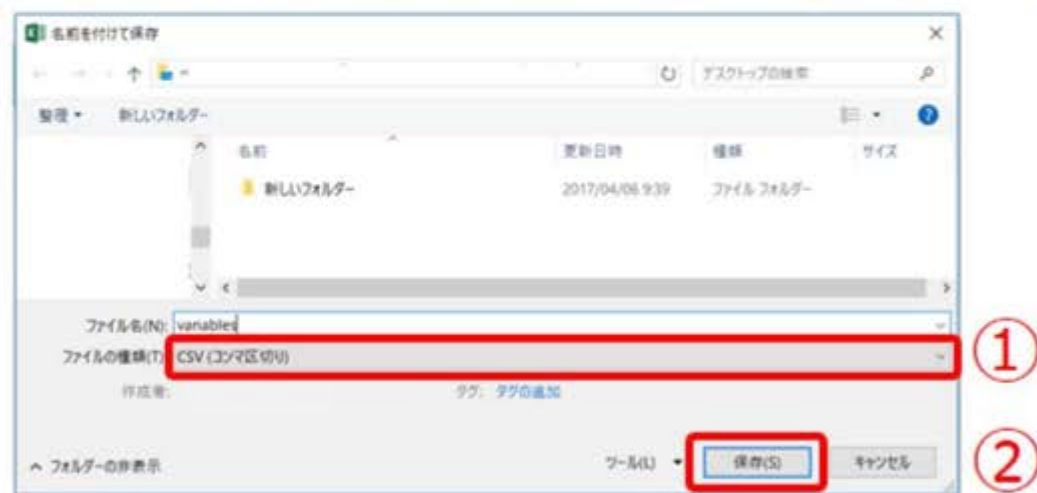 名前を付けて保存
デスクトップの検索
整理 新しいフォルダー
名前 更新日時 種類 サイズ
新しいフォルダー 2017/04/06 9:39 ファイル フォルダー
ファイル名(N): variables
ファイルの種類(T): CSV (コンマ区切り)
①
作成者: タグ: タグの追加
フォルダーの非表示 ツール(L) 保存(S) キャンセル
②